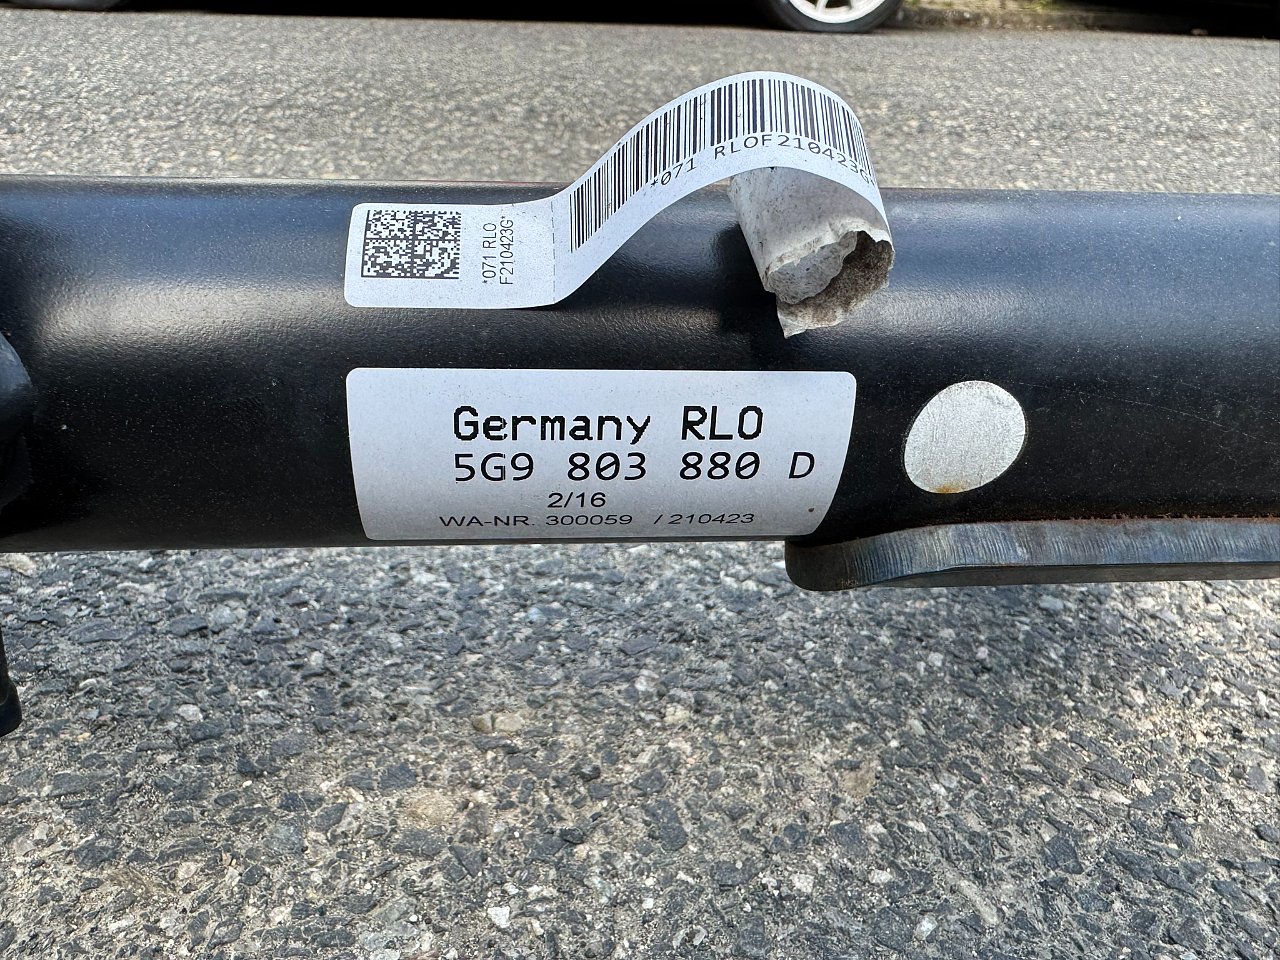 *071 RLOF210423G*
*071 RLO
F210423G*
Germany RLO
5G9 803 880 D
2/16
WA-NR. 300059 / 210423